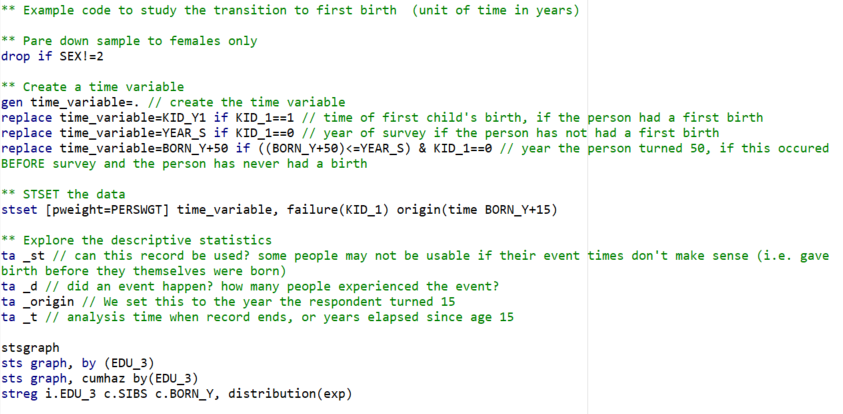 ** Example code to study the transition to first birth  (unit of time in years)
** Pare down sample to females only
drop if SEX!=2
** Create a time variable
gen time_variable=. // create the time variable
replace time_variable=KID_Y1 if KID_1==1 // time of first child's birth, if the person had a first birth
replace time_variable=YEAR_S if KID_1==0 // year of survey if the person has not had a first birth
replace time_variable=BORN_Y+50 if ((BORN_Y+50)<=YEAR_S) & KID_1==0 // year the person turned 50, if this occured
BEFORE survey and the person has never had a birth
** STSET the data
stset [pweight=PERSWGT] time_variable, failure(KID_1) origin(time BORN_Y+15)
** Explore the descriptive statistics
ta _st // can this record be used? some people may not be usable if their event times don't make sense (i.e. gave
birth before they themselves were born)
ta _d // did an event happen? how many people experienced the event?
ta _origin // We set this to the year the respondent turned 15
ta _t // analysis time when record ends, or years elapsed since age 15
stsgraph
sts graph, by (EDU_3)
sts graph, cumhaz by(EDU_3)
streg i.EDU_3 c.SIBS c.BORN_Y, distribution(exp)